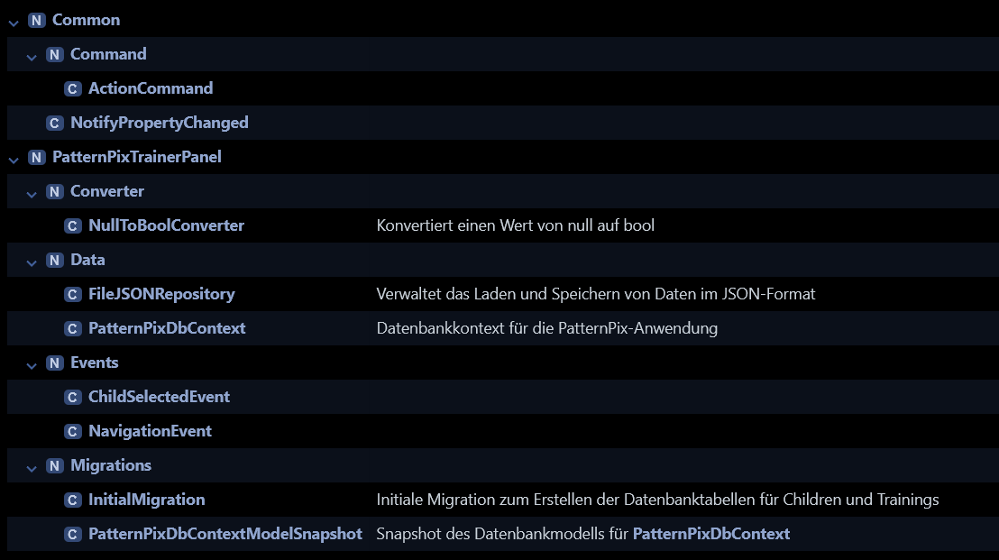 N Common
N Command
C ActionCommand
C NotifyPropertyChanged
N PatternPixTrainerPanel
N Converter
C NullToBoolConverter Konvertiert einen Wert von null auf bool
N Data
C FileJSONRepository Verwaltet das Laden und Speichern von Daten im JSON-Format
C PatternPixDbContext Datenbankkontext für die PatternPix-Anwendung
N Events
C ChildSelectedEvent
C NavigationEvent
N Migrations
C InitialMigration Initiale Migration zum Erstellen der Datenbanktabellen für Children und Trainings
C PatternPixDbContextModelSnapshot Snapshot des Datenbankmodells für PatternPixDbContext